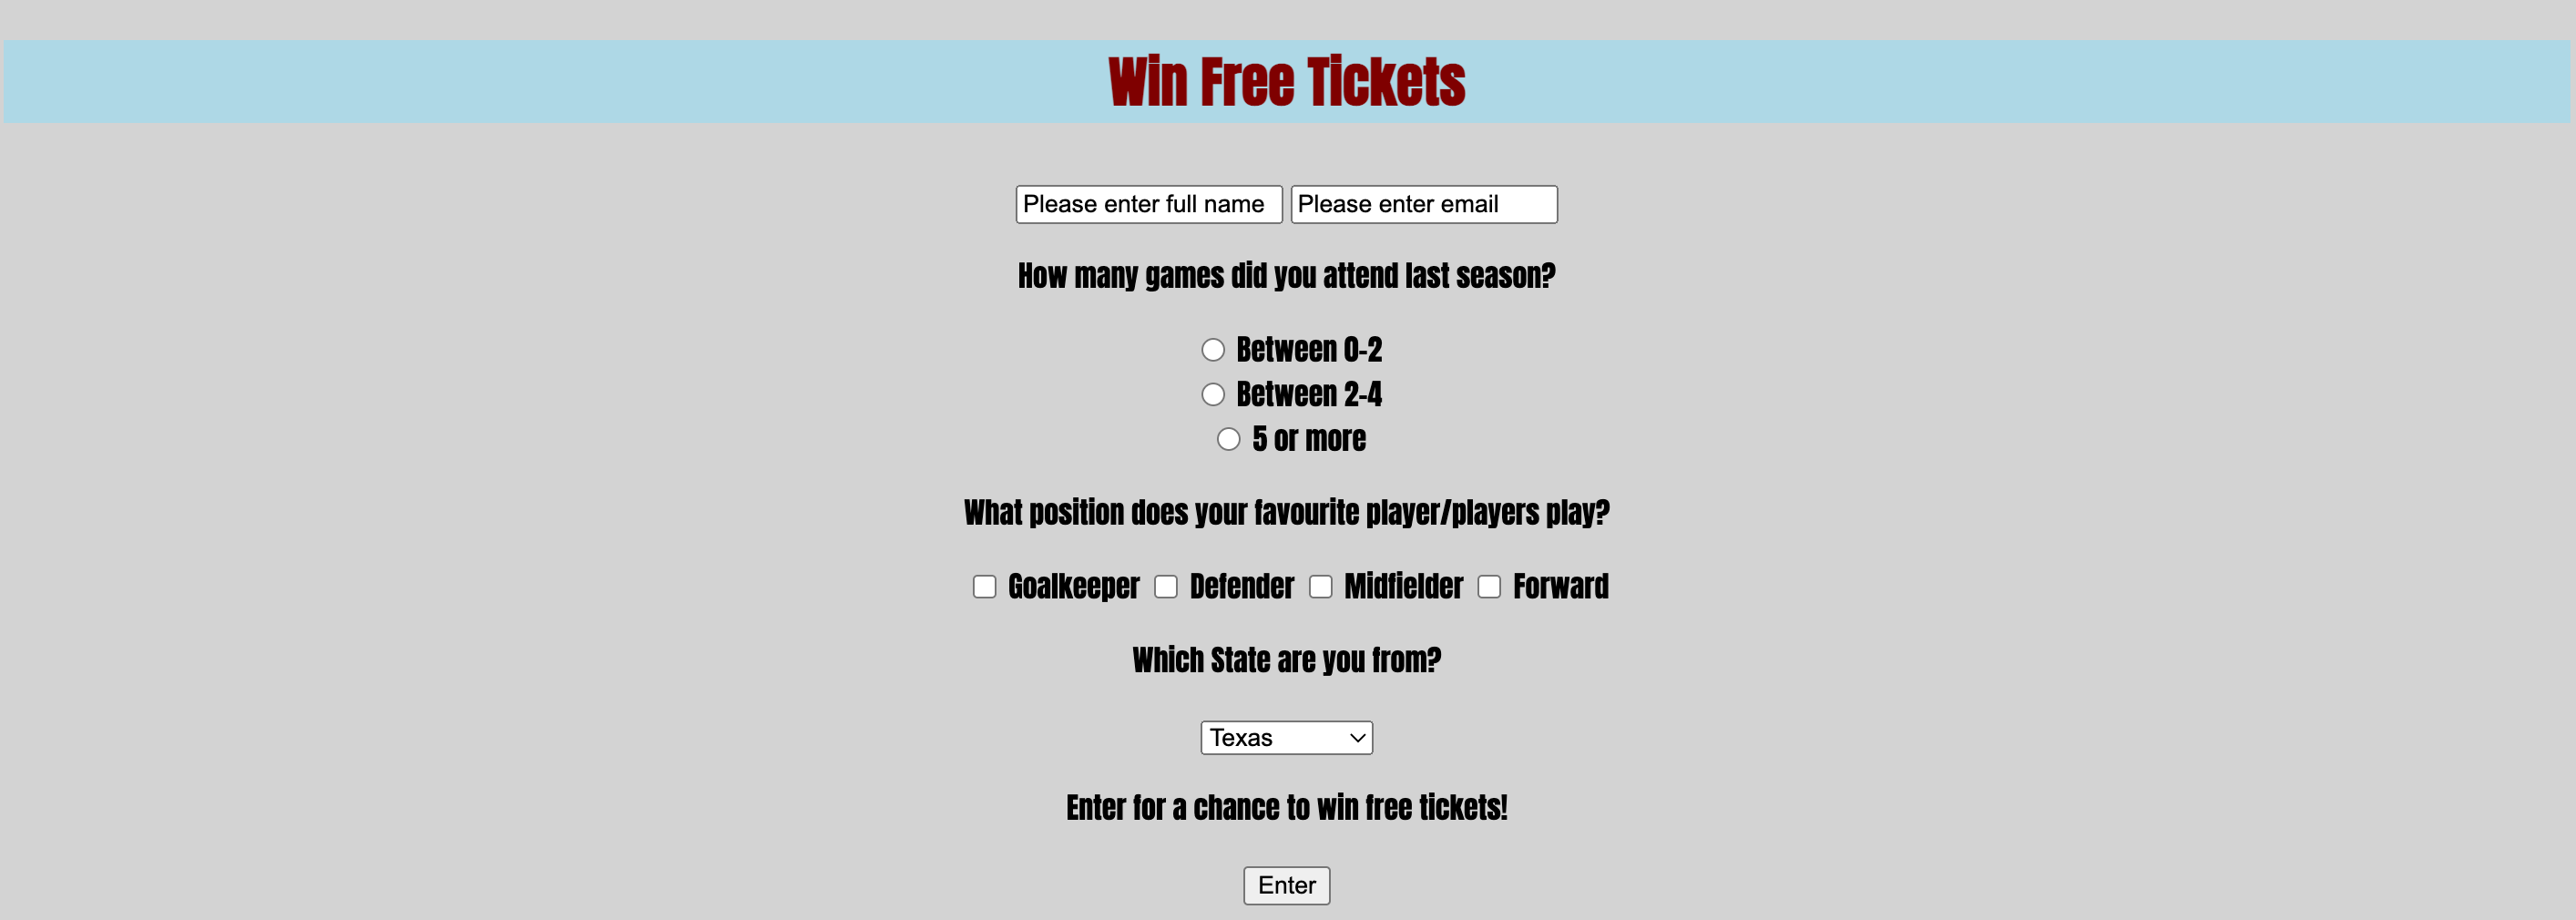 Win Free Tickets
Please enter full name Please enter email
How many games did you attend last season?
Between 0-2
Between 2-4
5 or more
What position does your favourite player/players play?
Goalkeeper Defender Midfielder Forward
Which State are you from?
Texas
Enter for a chance to win free tickets!
Enter